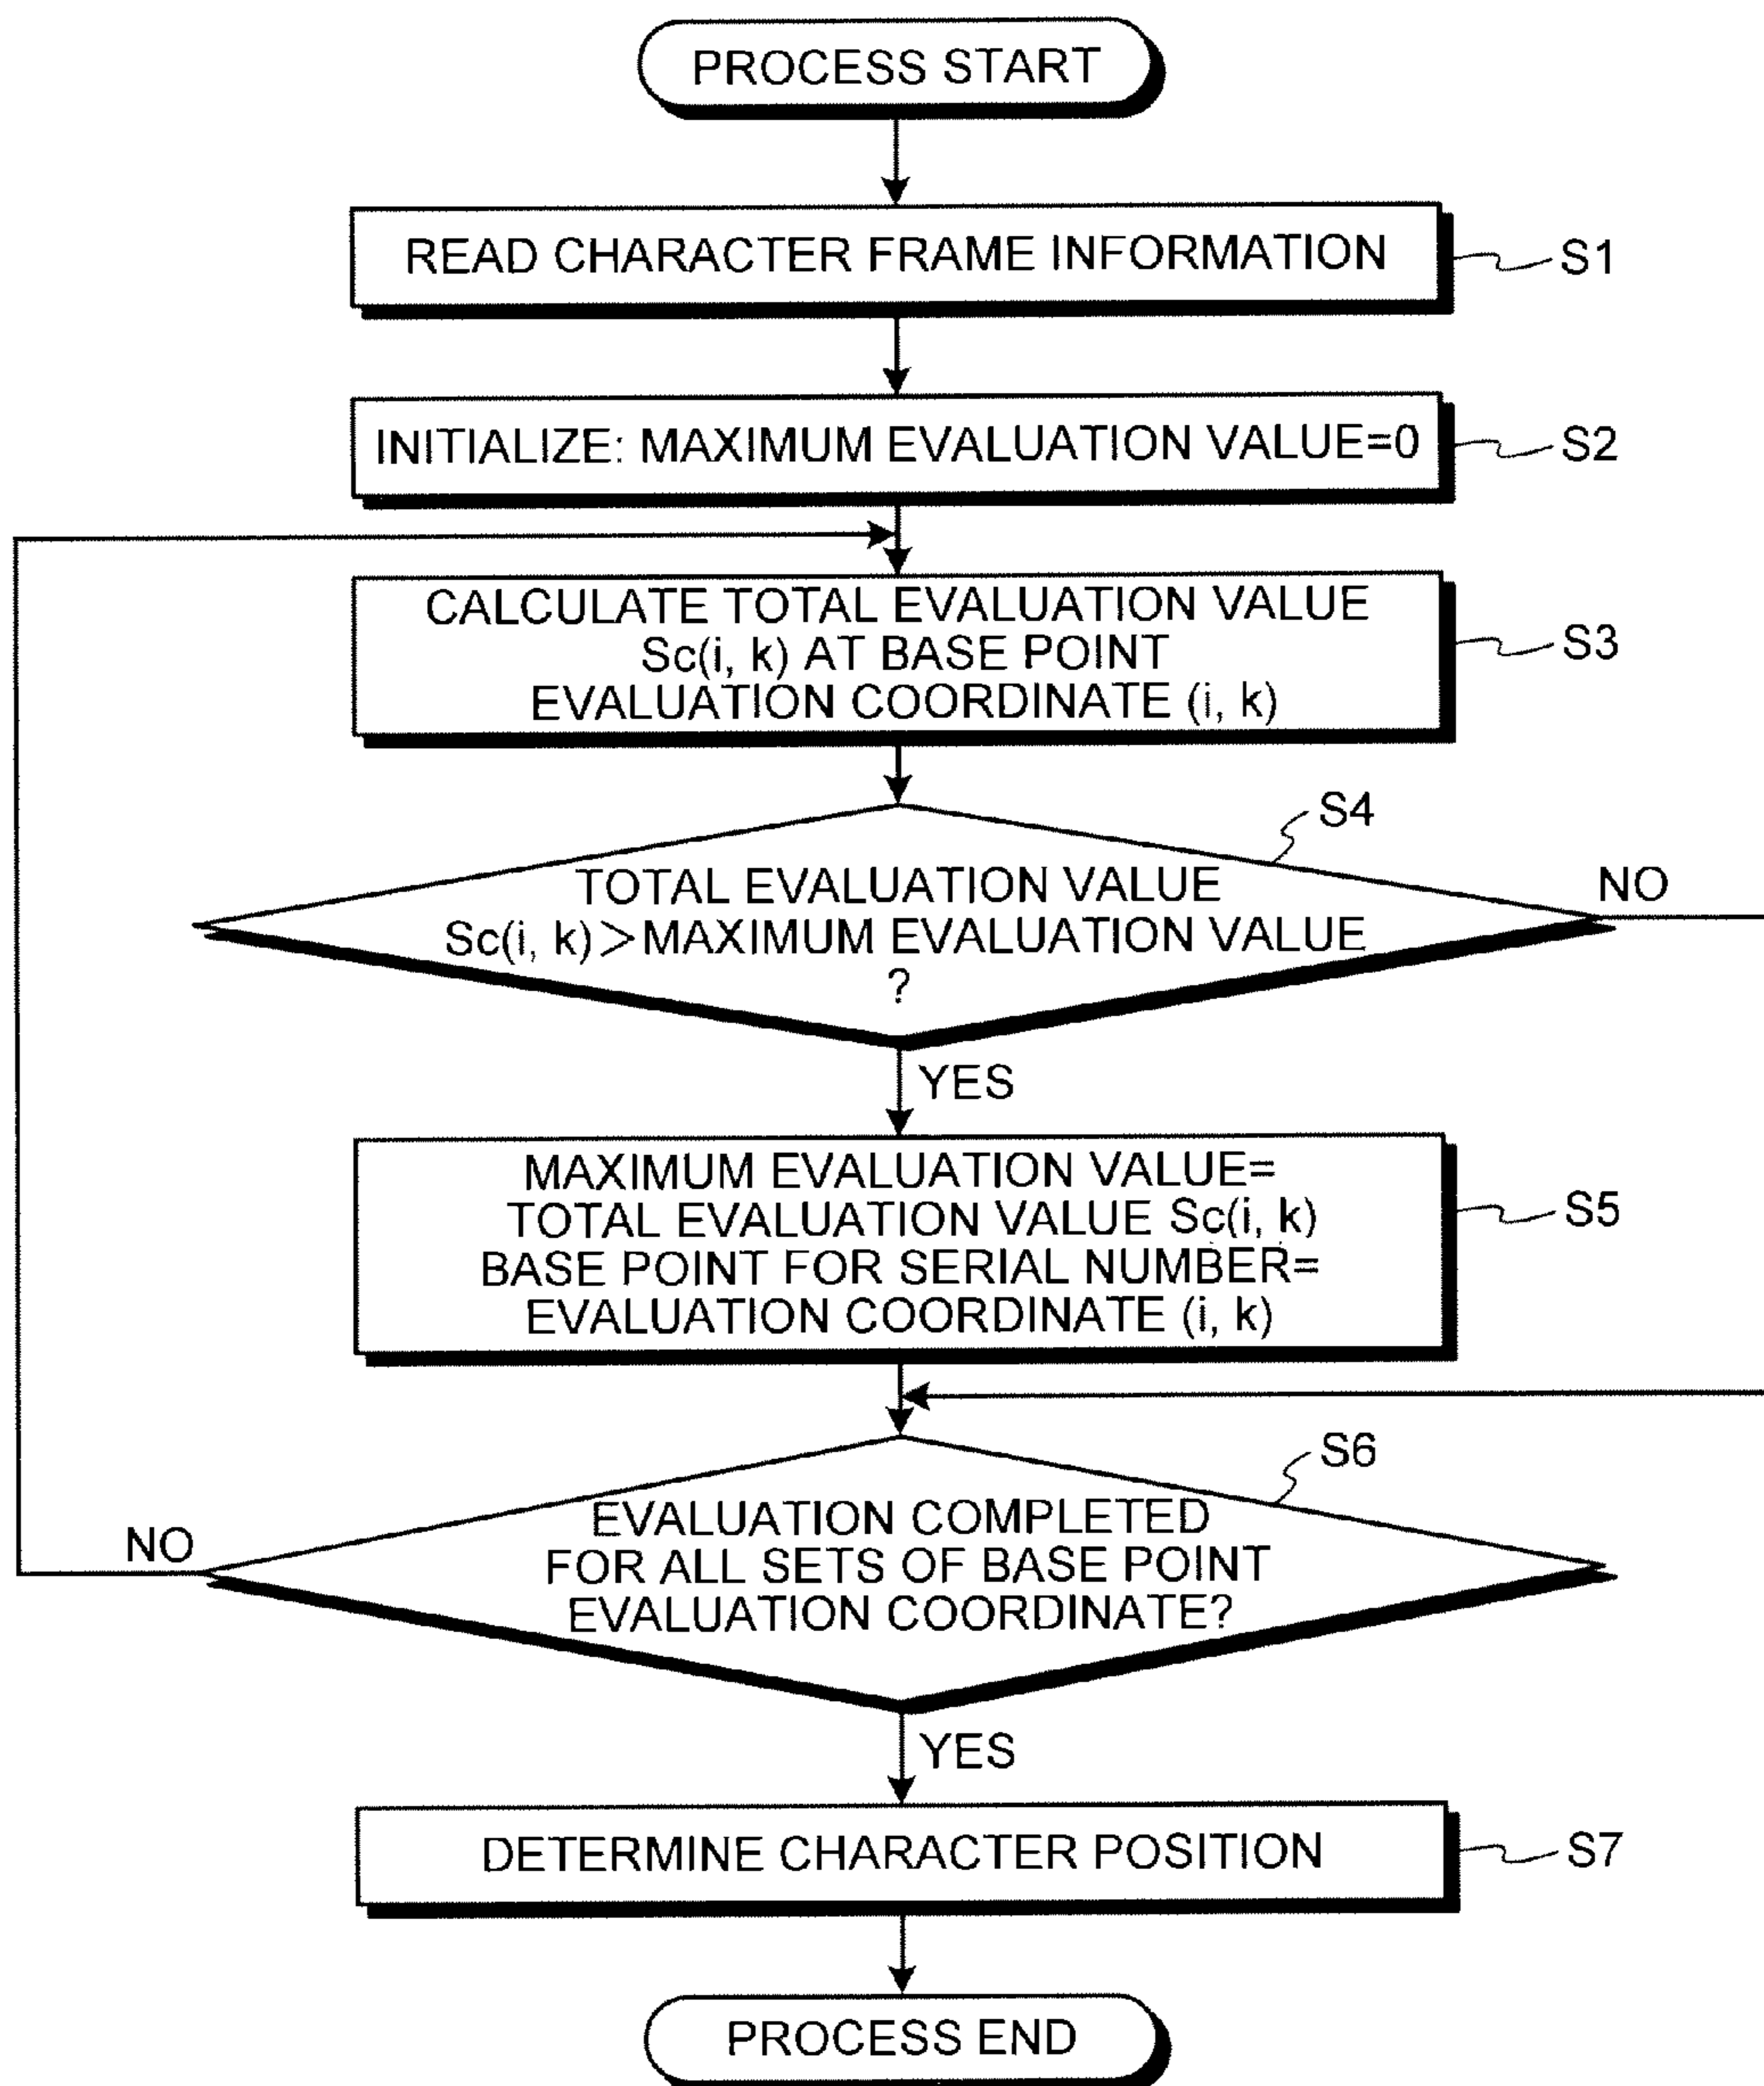 PROCESS START
READ CHARACTER FRAME INFORMATION
S1
INITIALIZE: MAXIMUM EVALUATION VALUE=0
S2
CALCULATE TOTAL EVALUATION VALUE
Sc(i, k) AT BASE POINT
EVALUATION COORDINATE (i, k)
S3
S4
TOTAL EVALUATION VALUE
Sc(i, k)>MAXIMUM EVALUATION VALUE
?
NO
YES
MAXIMUM EVALUATION VALUE=
TOTAL EVALUATION VALUE Sc(i, k)
BASE POINT FOR SERIAL NUMBER=
EVALUATION COORDINATE (i, k)
S5
S6
EVALUATION COMPLETED
FOR ALL SETS OF BASE POINT
EVALUATION COORDINATE?
NO
YES
DETERMINE CHARACTER POSITION
S7
PROCESS END